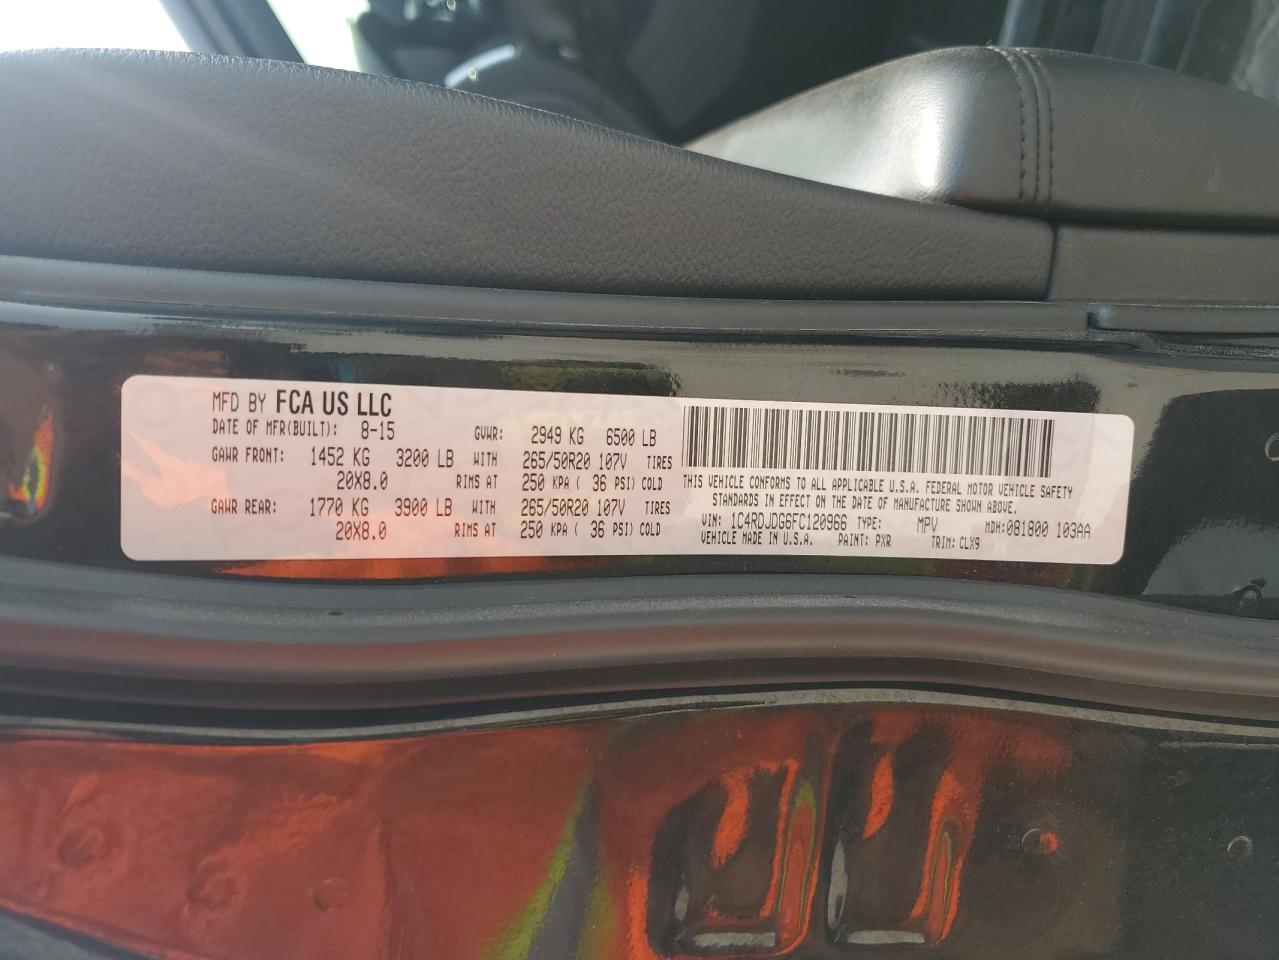 MFD BY FCA US LLC
DATE OF MFR(BUILT): 8-15 GVWR: 2949 KG 6500 LB
GAWR FRONT: 1452 KG 3200 LB WITH 265/50R20 107V TIRES
20X8.0 RIMS AT 250 KPA ( 36 PSI) COLD
GAWR REAR: 1770 KG 3900 LB WITH 265/50R20 107V TIRES
20X8.0 RIMS AT 250 KPA ( 36 PSI) COLD
THIS VEHICLE CONFORMS TO ALL APPLICABLE U.S.A. FEDERAL MOTOR VEHICLE SAFETY
STANDARDS IN EFFECT ON THE DATE OF MANUFACTURE SHOWN ABOVE.
VIN: 1C4RDJDG6FC120966 TYPE: MPV MDH:081800 103AA
VEHICLE MADE IN U.S.A. PAINT: PXR TRIM: CLX9